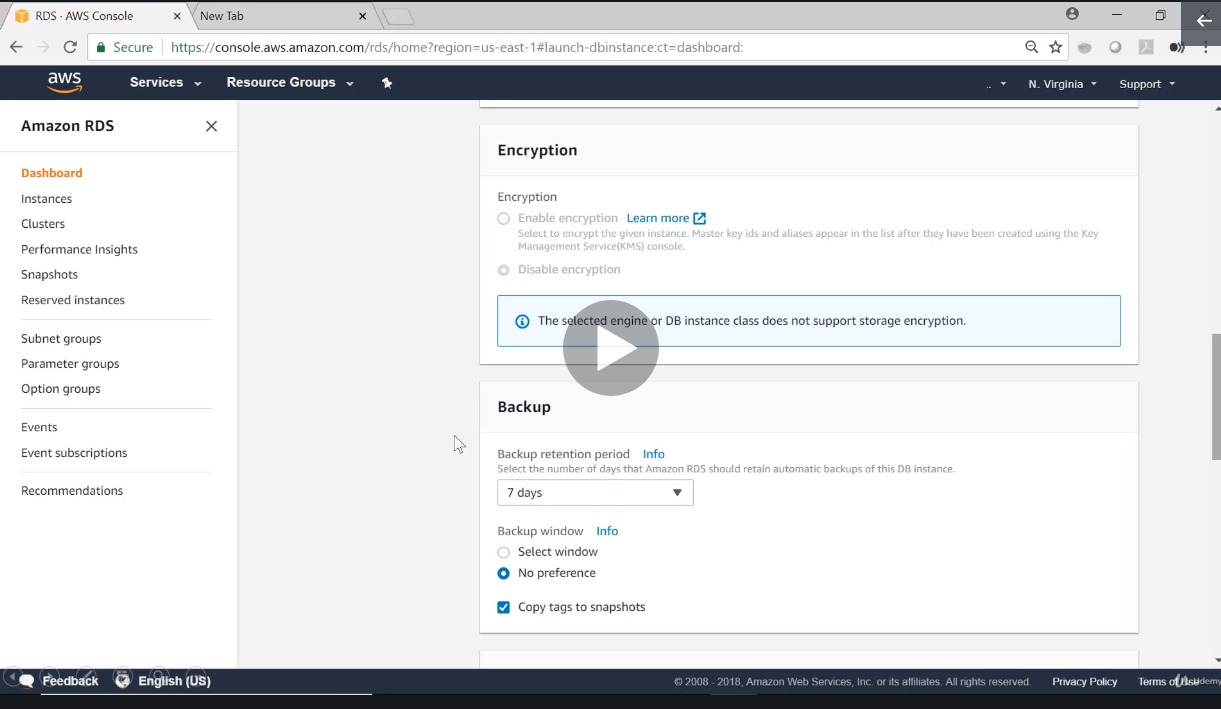 RDS · AWS Console
New Tab
Secure
https://console.aws.amazon.com/rds/home?region=us-east-1#launch-dbinstance:ct=dashboard:
aws
Services
Resource Groups
..
N. Virginia
Support
Amazon RDS
Dashboard
Instances
Clusters
Performance Insights
Snapshots
Reserved instances
Subnet groups
Parameter groups
Option groups
Events
Event subscriptions
Recommendations
Encryption
Encryption
Enable encryption Learn more
Select to encrypt the given instance. Master key ids and aliases appear in the list after they have been created using the Key
Management Service(KMS) console.
Disable encryption
The selected engine or DB instance class does not support storage encryption.
Backup
Backup retention period Info
Select the number of days that Amazon RDS should retain automatic backups of this DB instance.
7 days
Backup window Info
Select window
No preference
Copy tags to snapshots
Feedback
English (US)
© 2008 - 2018, Amazon Web Services, Inc. or its affiliates. All rights reserved.
Privacy Policy
Terms of Use